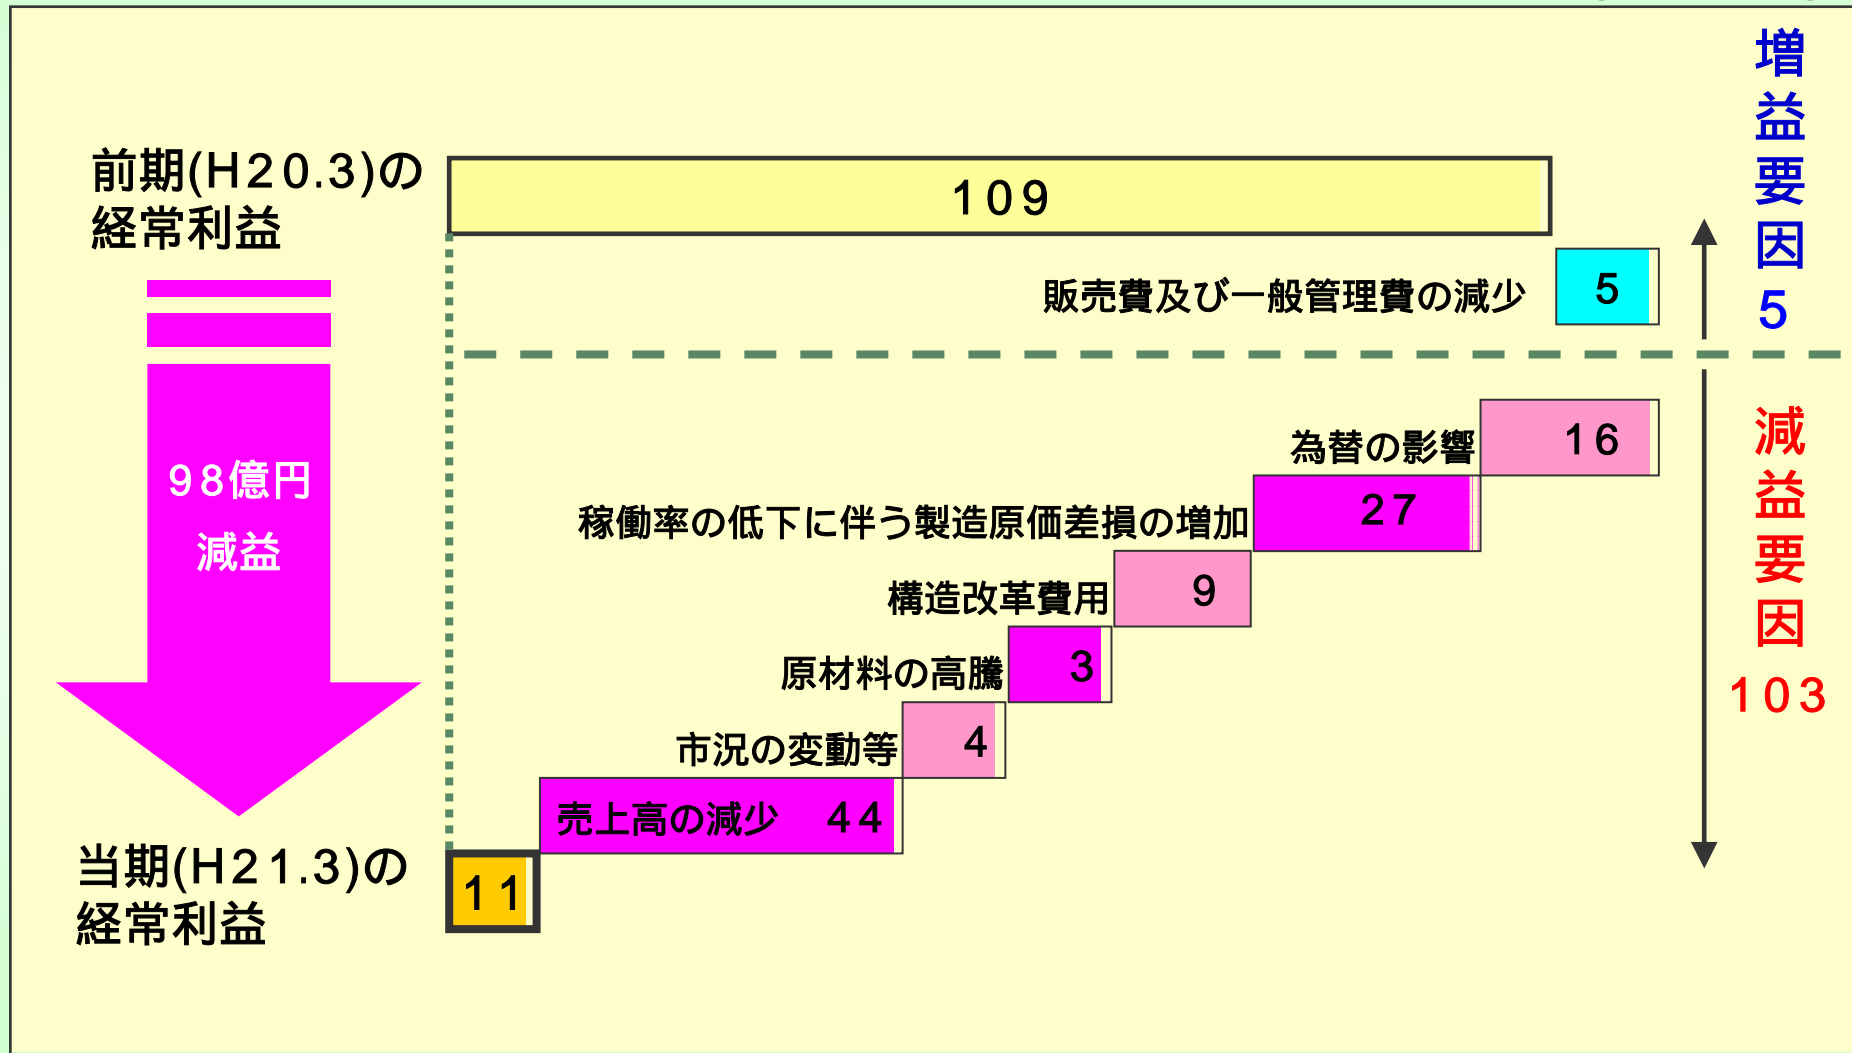 前期(H20.3)の
経常利益
109
販売費及び一般管理費の減少
5
増益要因
5
98億円
減益
為替の影響
16
稼働率の低下に伴う製造原価差損の増加
27
構造改革費用
9
原材料の高騰
3
市況の変動等
4
売上高の減少 44
減益要因
103
当期(H21.3)の
経常利益
11